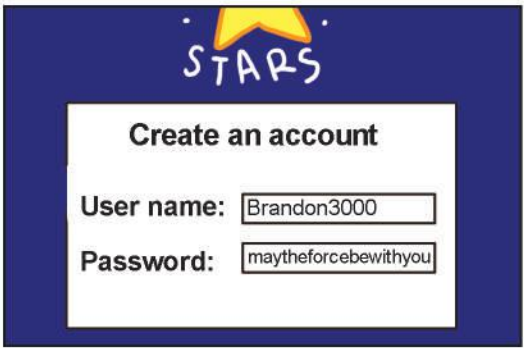 STARS
Create an account
User name: Brandon3000
Password: maytheforcebewithyou